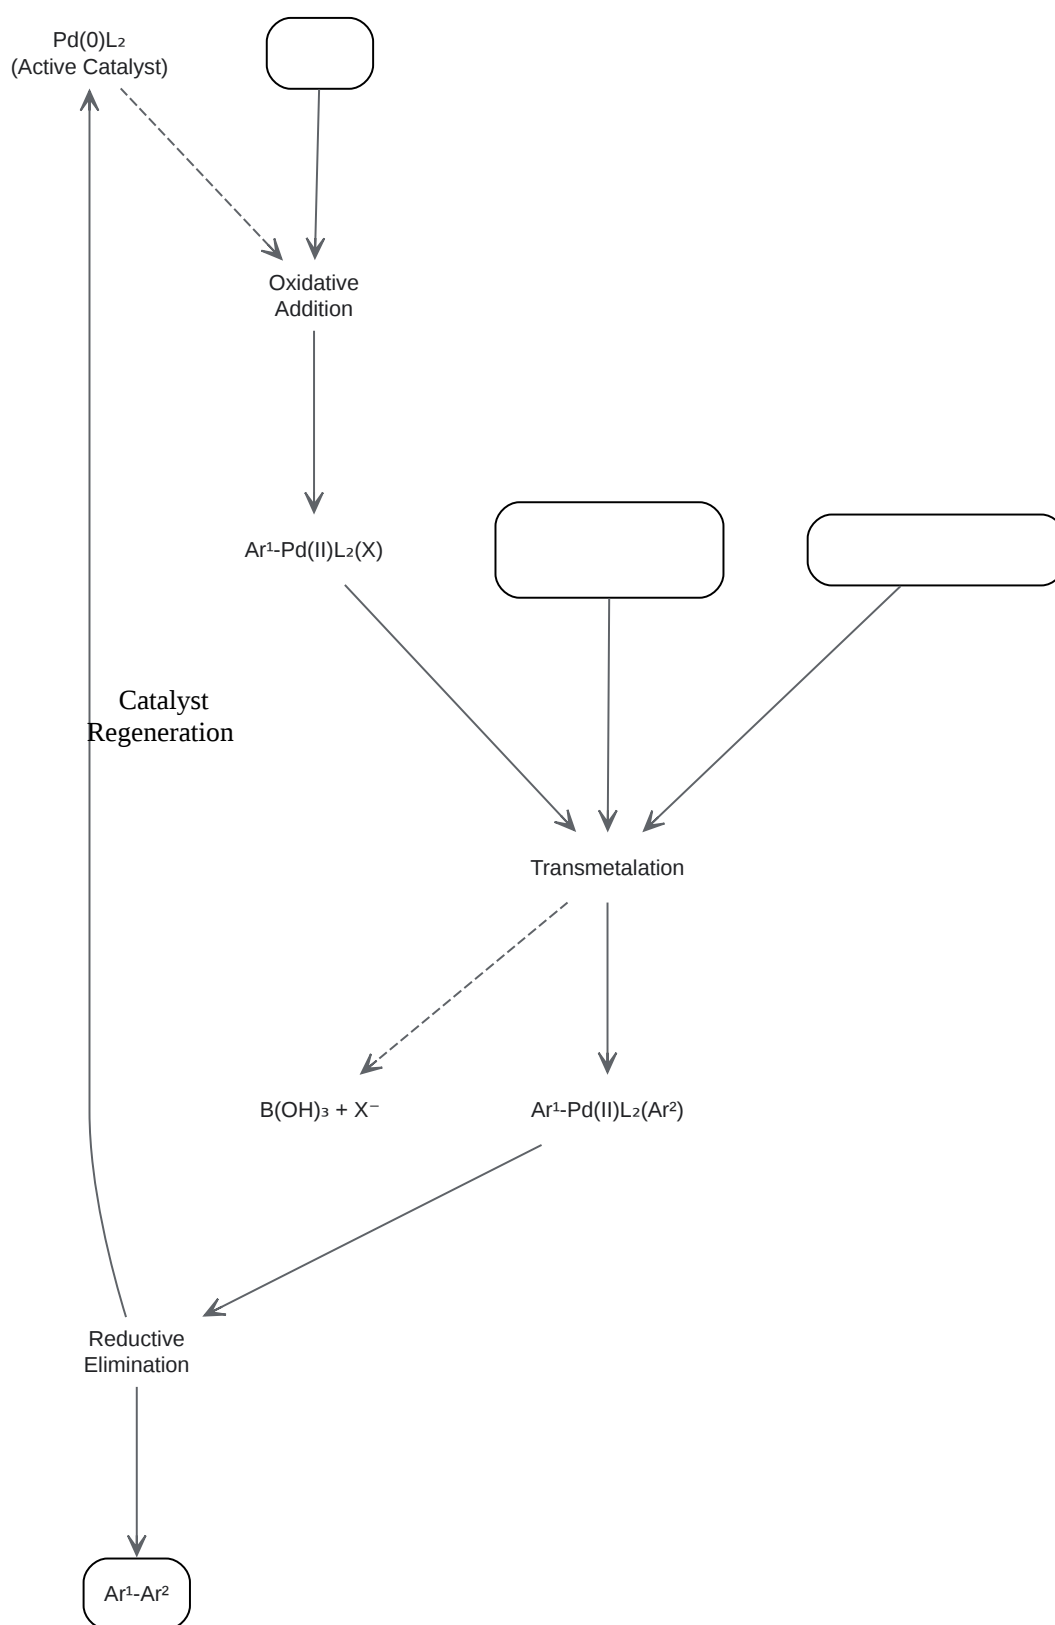 Pd(0)L₂
(Active Catalyst)
Oxidative
Addition
Ar¹-Pd(II)L₂(X)
Catalyst
Regeneration
Transmetalation
B(OH)₃ + X⁻
Ar¹-Pd(II)L₂(Ar²)
Reductive
Elimination
Ar¹-Ar²